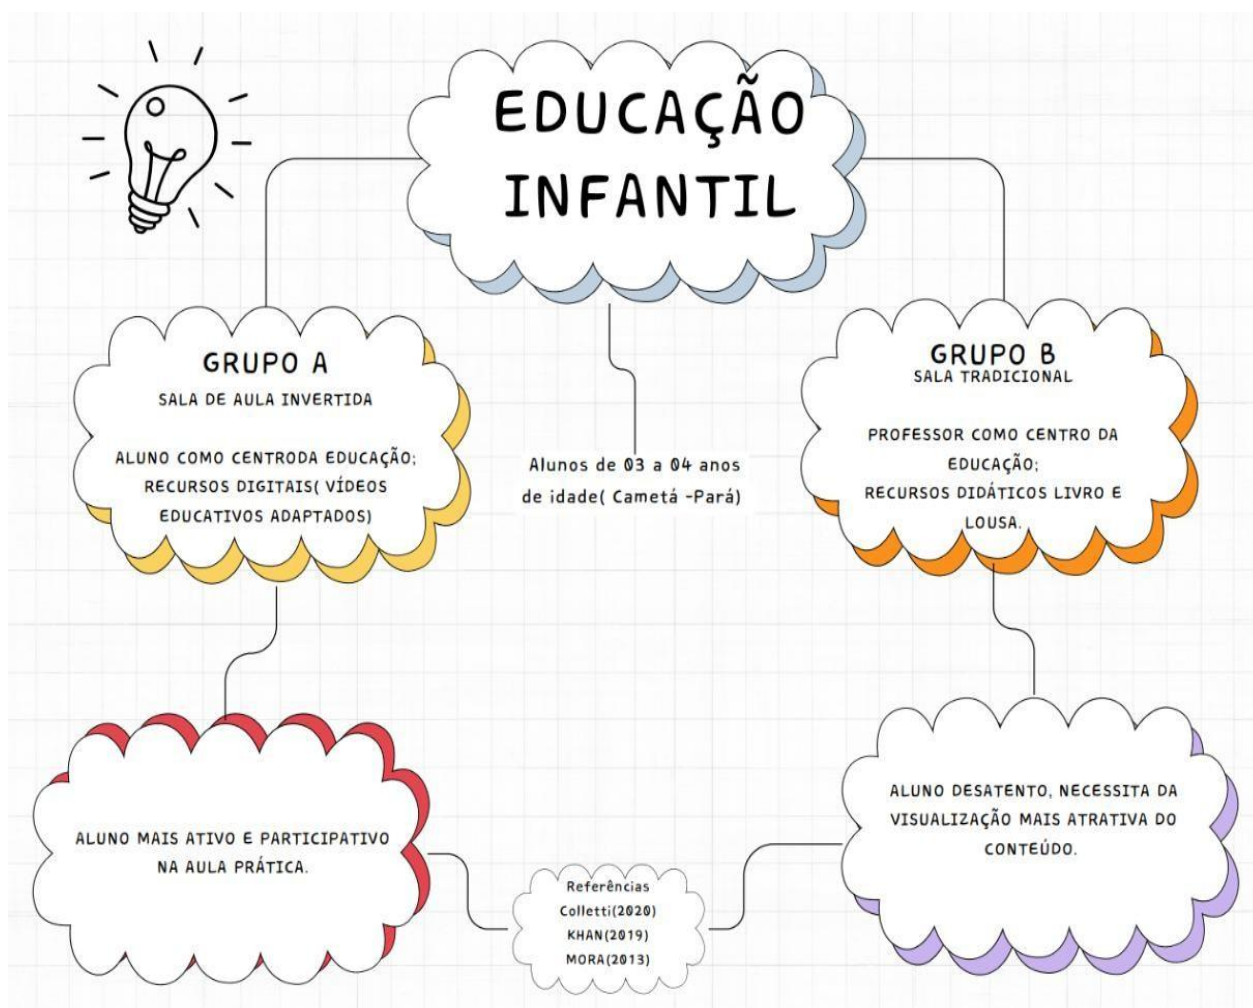 EDUCAÇÃO
INFANTIL
GRUPO A
SALA DE AULA INVERTIDA
ALUNO COMO CENTRODA EDUCAÇÃO;
RECURSOS DIGITAIS( VÍDEOS
EDUCATIVOS ADAPTADOS)
Alunos de 03 a 04 anos
de idade( Cametá -Pará)
GRUPO B
SALA TRADICIONAL
PROFESSOR COMO CENTRO DA
EDUCAÇÃO;
RECURSOS DIDÁTICOS LIVRO E
LOUSA.
ALUNO MAIS ATIVO E PARTICIPATIVO
NA AULA PRÁTICA.
Referências
Colletti(2020)
KHAN(2019)
MORA(2013)
ALUNO DESATENTO, NECESSITA DA
VISUALIZAÇÃO MAIS ATRATIVA DO
CONTEÚDO.